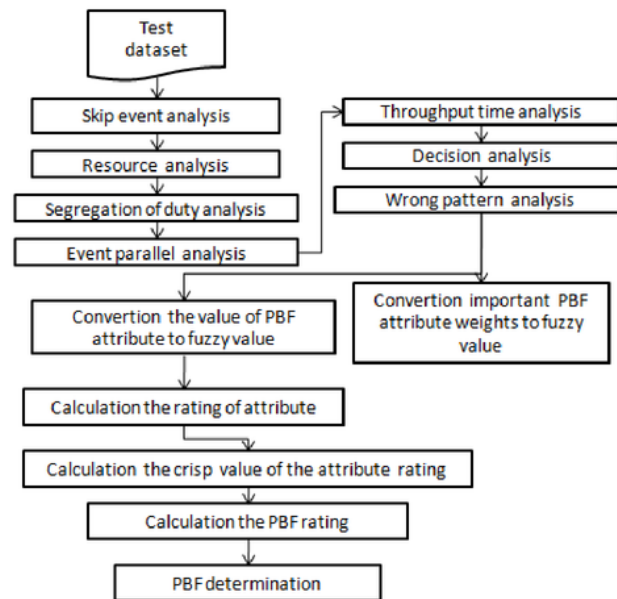 Test
dataset
Skip event analysis
Resource analysis
Segregation of duty analysis
Event parallel analysis
Throughput time analysis
Decision analysis
Wrong pattern analysis
Convertion the value of PBF
attribute to fuzzy value
Convertion important PBF
attribute weights to fuzzy
value
Calculation the rating of attribute
Calculation the crisp value of the attribute rating
Calculation the PBF rating
PBF determination